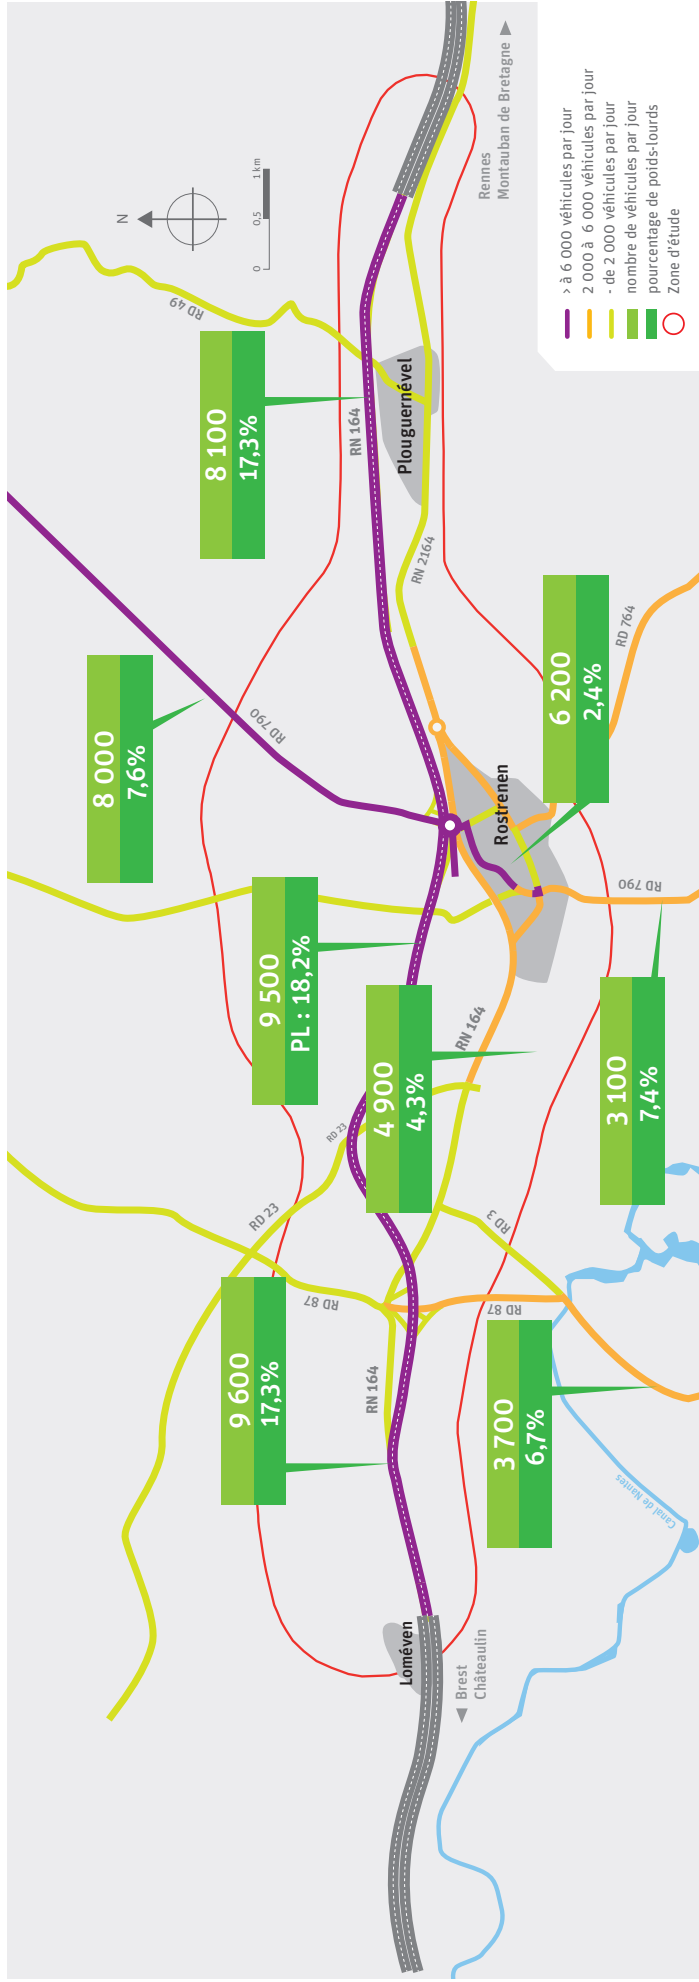 Loméven
Brest
Châteaulin
9 600
17,3%
RN 164
RD 87
RD 23
RD 23
3 700
6,7%
RD 87
RD 3
Canal de Nantes
4 900
4,3%
RN 164
9 500
PL : 18,2%
3 100
7,4%
RD 790
8 000
7,6%
RD 790
Rostrenen
6 200
2,4%
RD 764
RN 2164
8 100
17,3%
RN 164
Plouguernével
RD 49
N
0
0,5
1 km
Rennes
Montauban de Bretagne
> à 6 000 véhicules par jour
2 000 à 6 000 véhicules par jour
- de 2 000 véhicules par jour
nombre de véhicules par jour
pourcentage de poids-lourds
Zone d'étude